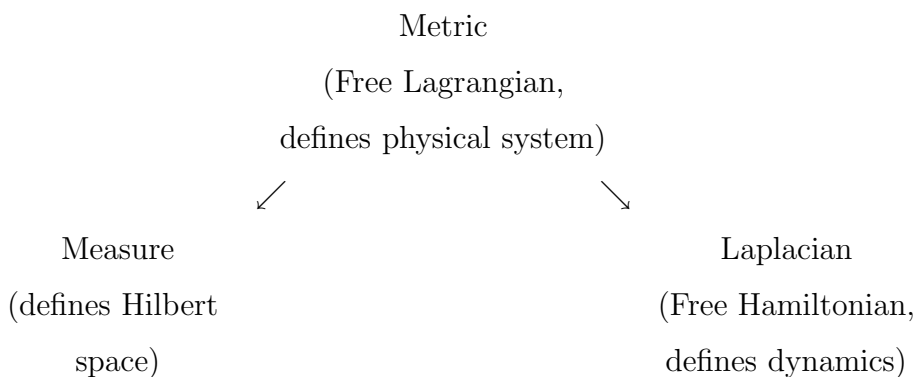 Metric
(Free Lagrangian,
defines physical system)
↙ ↘
Measure
(defines Hilbert
space)
Laplacian
(Free Hamiltonian,
defines dynamics)